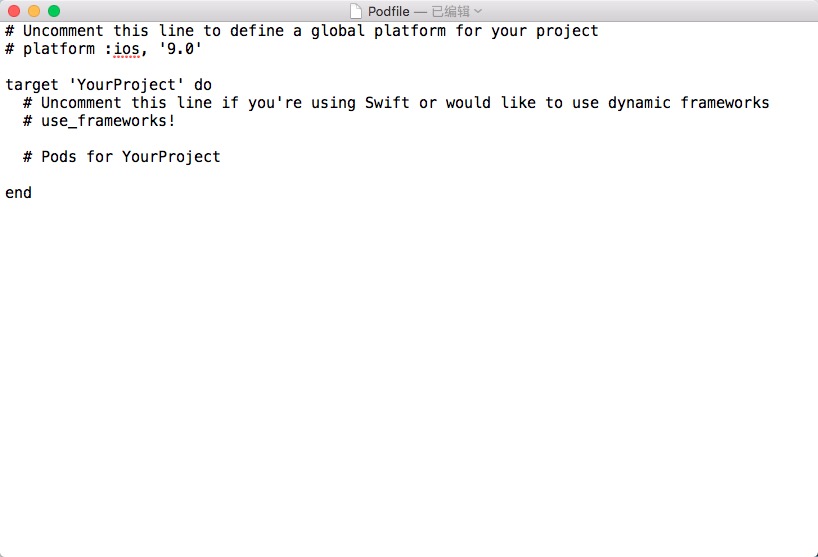 Podfile — 已编辑
# Uncomment this line to define a global platform for your project
# platform :ios, '9.0'
target 'YourProject' do
# Uncomment this line if you're using Swift or would like to use dynamic frameworks
# use_frameworks!
# Pods for YourProject
end